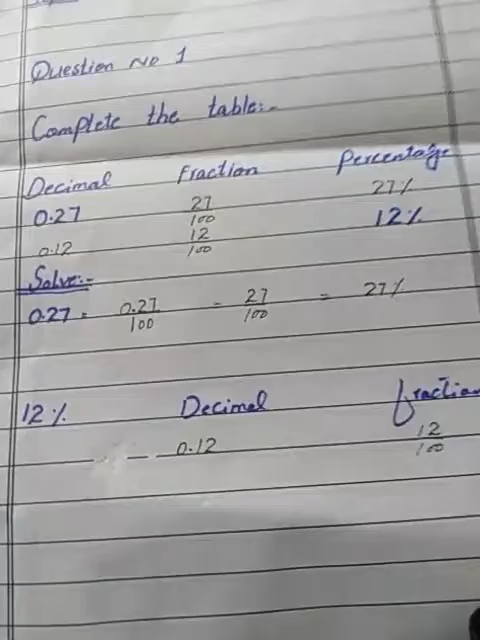 Question No 1
Complete the table:-
Decimal Fraction Percentage
0.27 27/100 27%
0.12 12/100 12%
Solve:-
0.27 = 0.27/100 = 27/100 = 27%
12% Decimal fraction
0.12 12/100